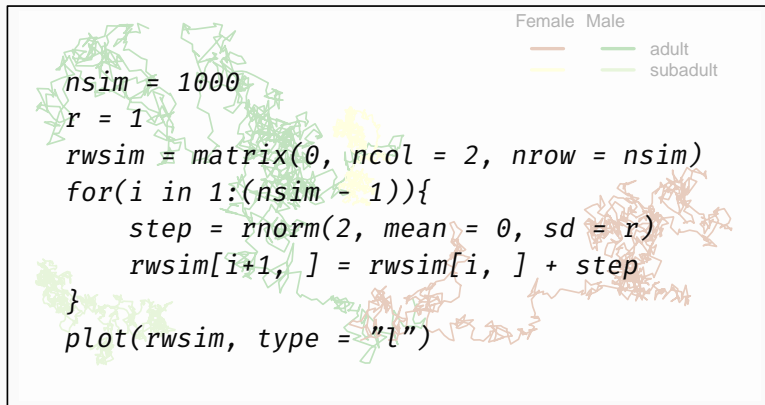 Female Male
adult
subadult
nsim = 1000
r = 1
rwsim = matrix(0, ncol = 2, nrow = nsim)
for(i in 1:(nsim - 1)){
    step = rnorm(2, mean = 0, sd = r)
    rwsim[i+1, ] = rwsim[i, ] + step
}
plot(rwsim, type = ”l”)